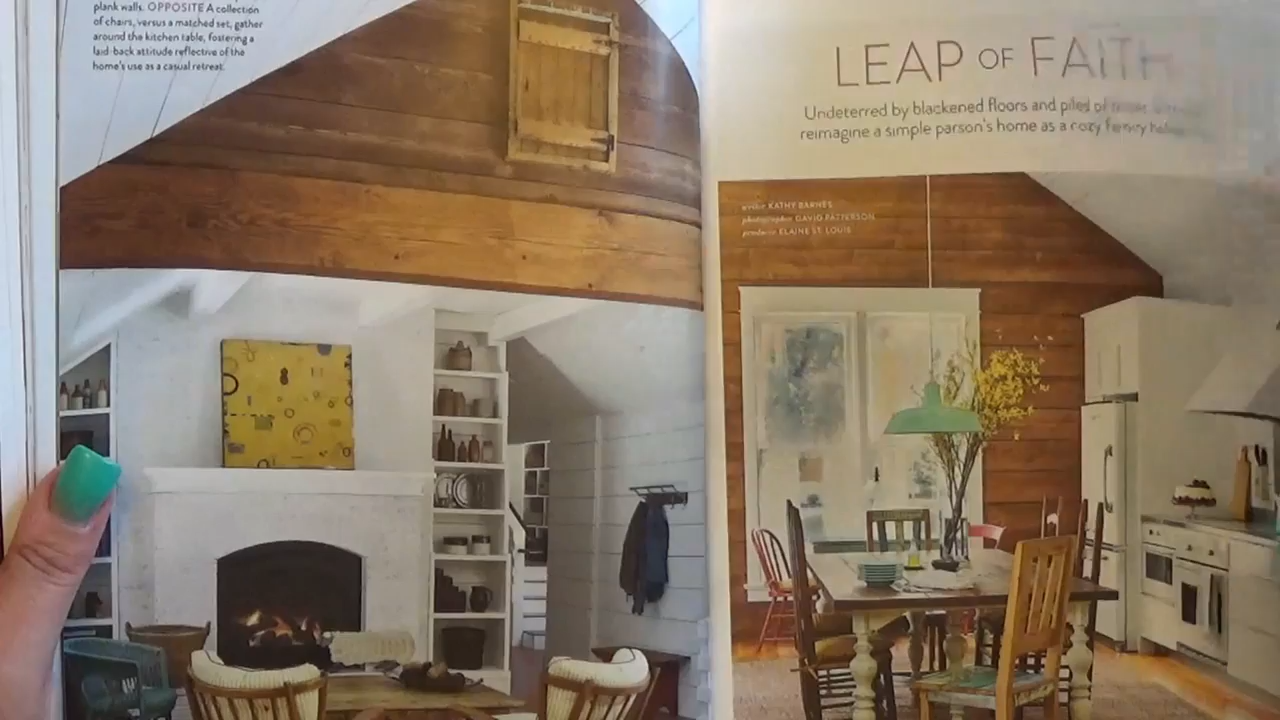 plank walls. OPPOSITE A collection
of chairs, versus a matched set, gather
around the kitchen table, fostering a
laid-back attitude reflective of the
home's use as a casual retreat.
LEAP OF FAITH
Undeterred by blackened floors and piles of
reimagine a simple parson's home as a cozy family
writer KATHY BARNES
photographer DAVID PATTERSON
producer ELAINE ST. LOUIS